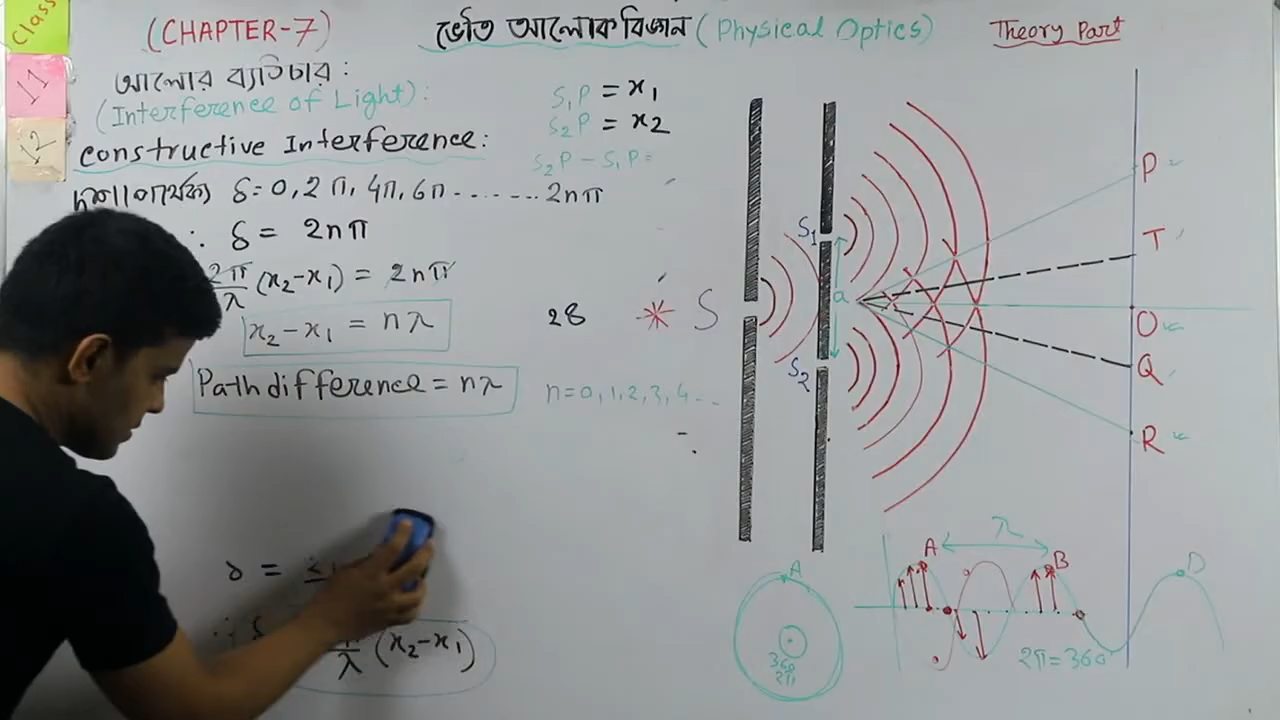 Class
11
12
(CHAPTER-7)
ভৌত আলোকবিজ্ঞান (Physical Optics)
Theory Part
আলোর ব্যতিচার:
(Interference of Light):
Constructive Interference:
S₁P = x₁
S₂P = x₂
S₂P - S₁P =
দশাপার্থক্য δ = 0, 2π, 4π, 6π ........ 2nπ
∴ δ = 2nπ
2π/λ (x₂-x₁) = 2nπ
x₂-x₁ = nλ
Path difference = nλ
n=0,1,2,3,4...
28
S
S₁
a
S₂
P
T
O
Q
R
δ =
∴ δ
λ (x₂-x₁)
A
360
2π
λ
A
B
D
2π=360°